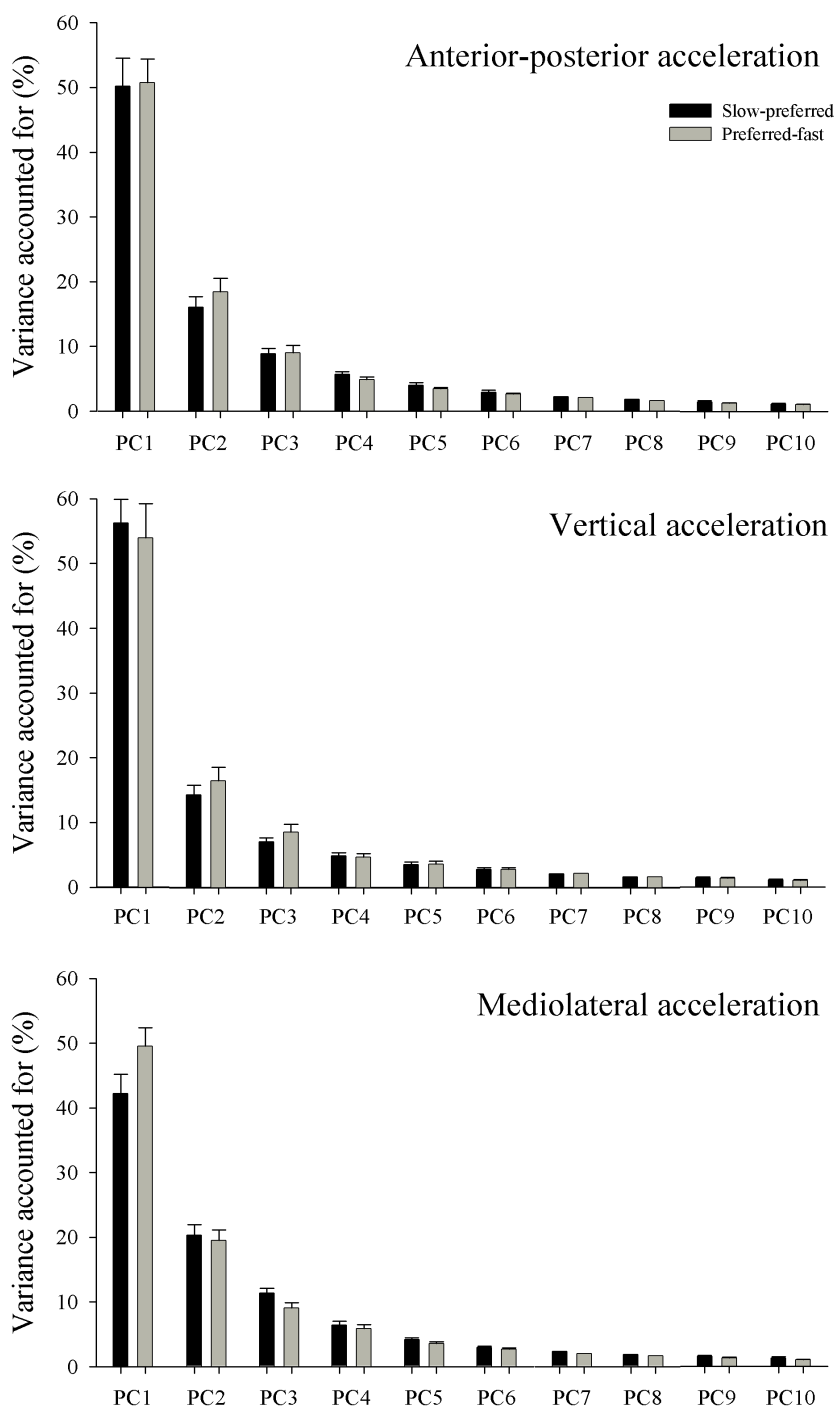 Anterior-posterior acceleration
Slow-preferred
Preferred-fast
Variance accounted for (%)
60
50
40
30
20
10
0
PC1 PC2 PC3 PC4 PC5 PC6 PC7 PC8 PC9 PC10
Vertical acceleration
Variance accounted for (%)
60
50
40
30
20
10
0
PC1 PC2 PC3 PC4 PC5 PC6 PC7 PC8 PC9 PC10
Mediolateral acceleration
Variance accounted for (%)
60
50
40
30
20
10
0
PC1 PC2 PC3 PC4 PC5 PC6 PC7 PC8 PC9 PC10